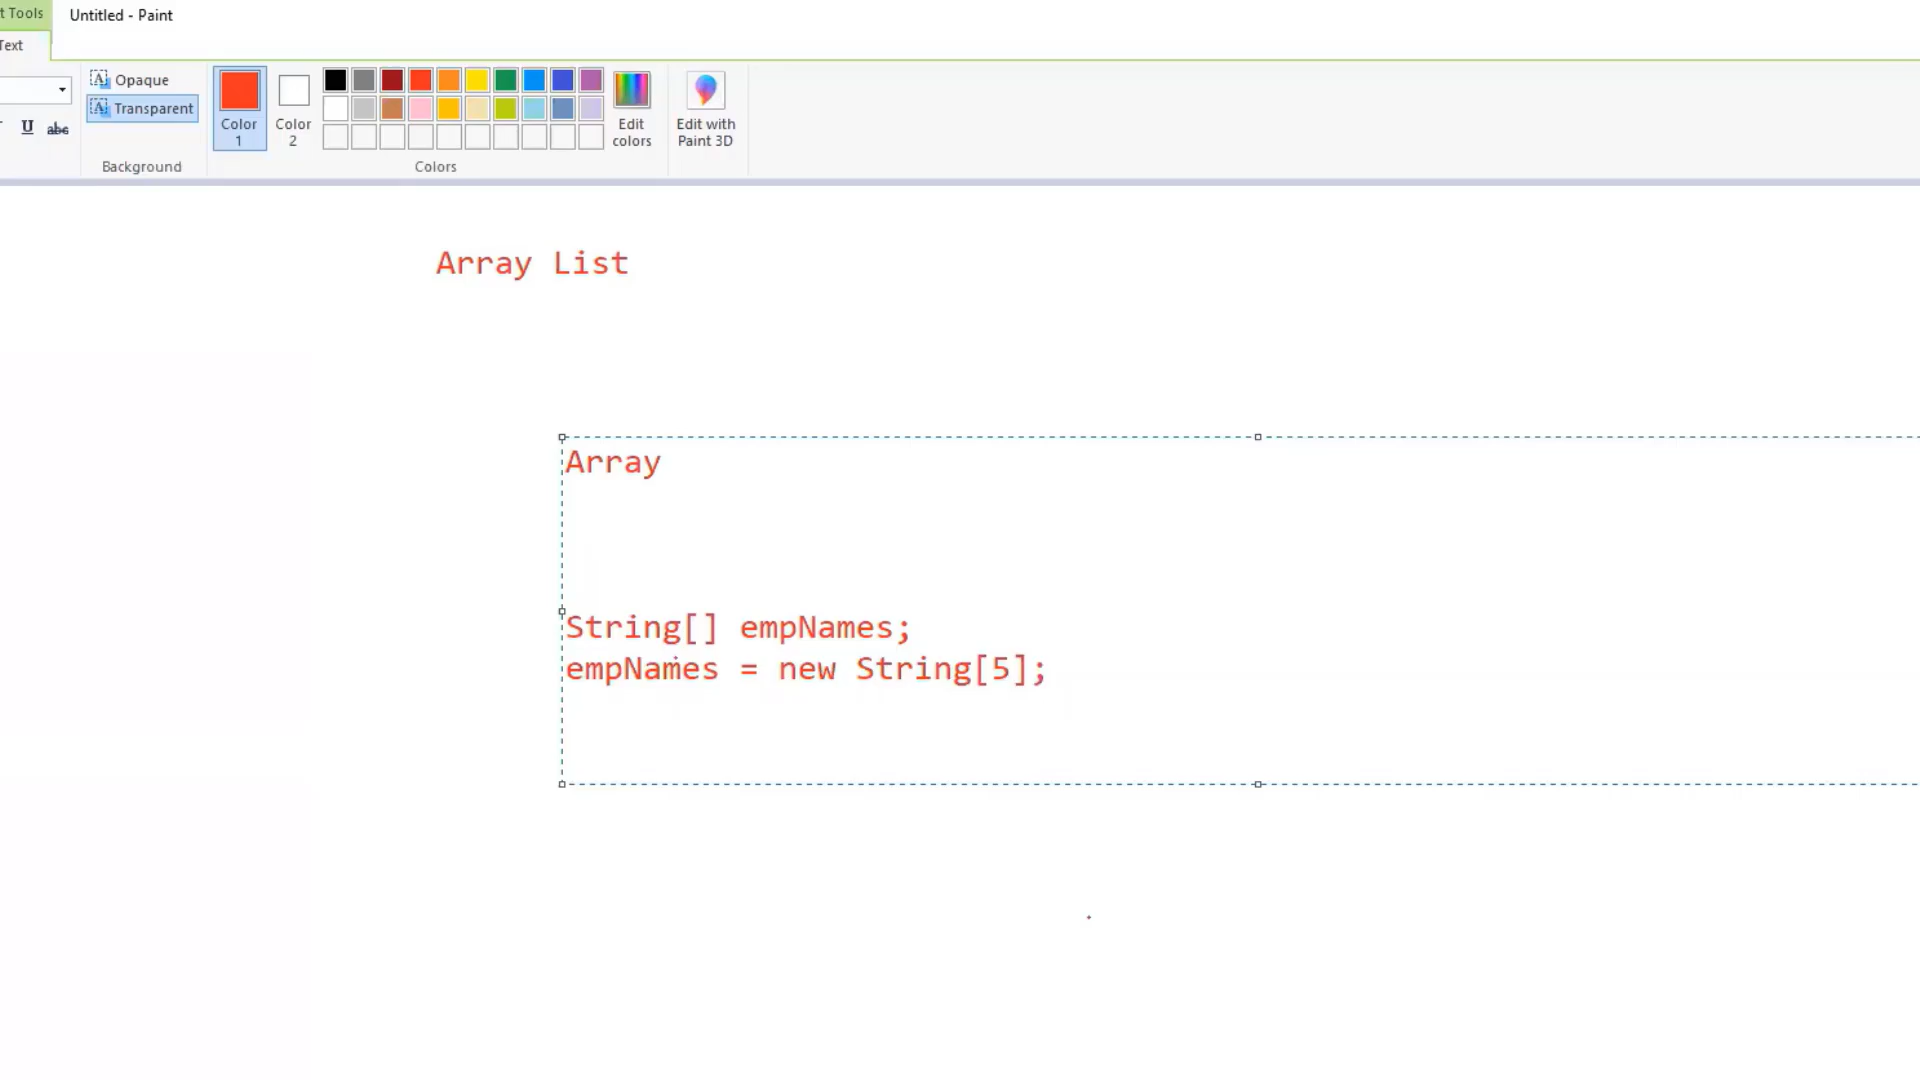 t Tools
Untitled - Paint
Text
Opaque
Transparent
U abc
Background
Color 1
Color 2
Edit colors
Edit with Paint 3D
Colors
Array List
Array
String[] empNames;
empNames = new String[5];